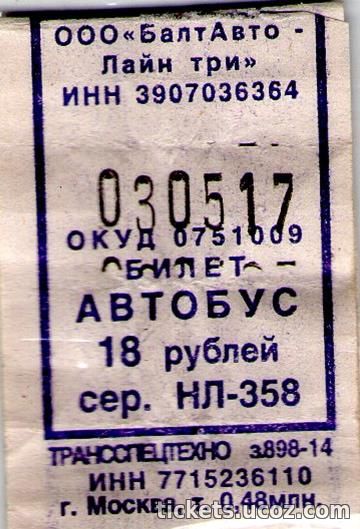 ООО«БалтАвто -
Лайн три»
ИНН 3907036364
030517
ОКУД 0751009
БИЛЕТ
АВТОБУС
18 рублей
сер. НЛ-358
ТРАНССПЕЦТЕХНО з.898-14
ИНН 7715236110
г. Москва т. 0,48млн.
tickets.ucoz.com